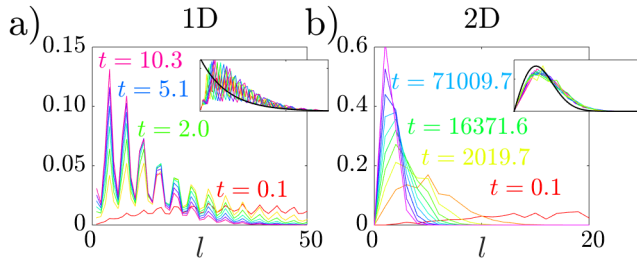 a) 1D
0.15
0.10
0.05
0
t = 10.3
t = 5.1
t = 2.0
t = 0.1
0 50
l
b) 2D
0.6
0.4
0.2
0
t = 71009.7
t = 16371.6
t = 2019.7
t = 0.1
0 20
l